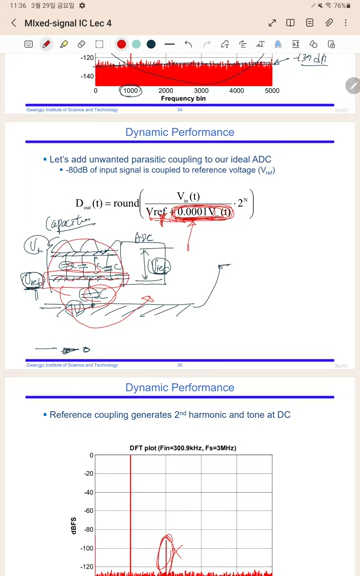 11:36 3월 29일 금요일
76%
Mixed-signal IC Lec 4
-120
-140
0 1000 2000 3000 4000 5000
Frequency bin
Gwangju Institute of Science and Technology 34
Dynamic Performance
Let's add unwanted parasitic coupling to our ideal ADC
-80dB of input signal is coupled to reference voltage (Vref)
Dout(t) = round( Vin(t) / Vref + 0.0001Vin(t) · 2^N )
ADC
Vin
Vref
Vref
Gwangju Institute of Science and Technology 35
Dynamic Performance
Reference coupling generates 2nd harmonic and tone at DC
DFT plot (Fin=300.9kHz, Fs=3MHz)
0
-20
-40
-60
-80
-100
-120
dBFS